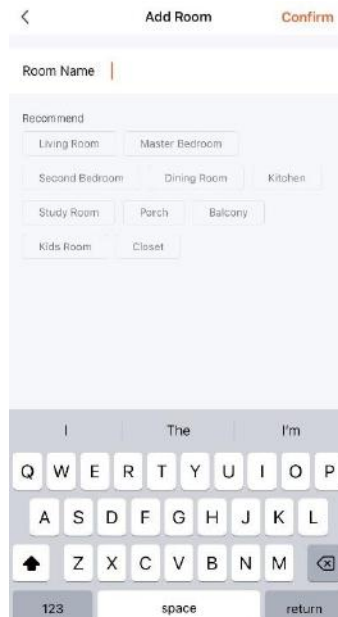 Add Room Confirm
Room Name
Recommend
Living Room Master Bedroom
Second Bedroom Dining Room Kitchen
Study Room Porch Balcony
Kids Room Closet
I The I'm
Q W E R T Y U I O P
A S D F G H J K L
Z X C V B N M
123 space return